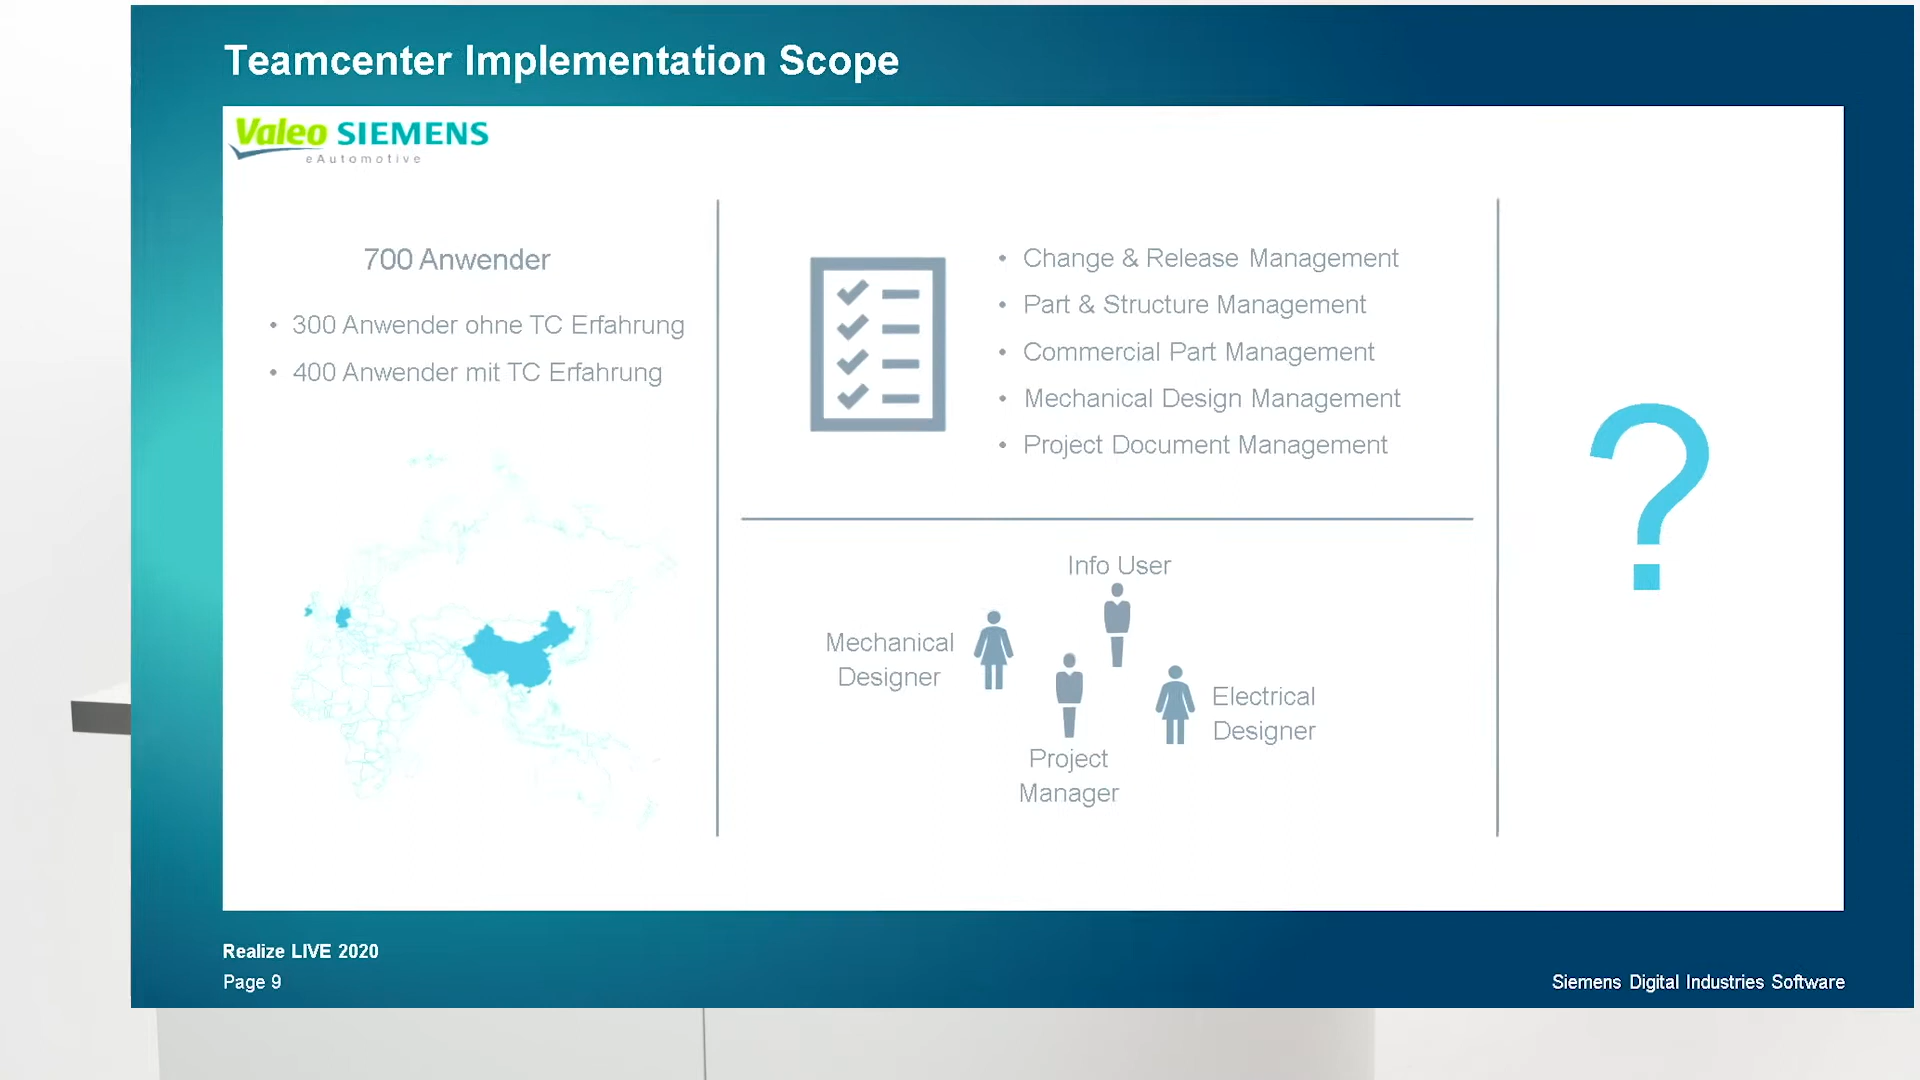 Teamcenter Implementation Scope
Valeo SIEMENS
eAutomotive
700 Anwender
• 300 Anwender ohne TC Erfahrung
• 400 Anwender mit TC Erfahrung
• Change & Release Management
• Part & Structure Management
• Commercial Part Management
• Mechanical Design Management
• Project Document Management
Info User
Mechanical
Designer
Electrical
Designer
Project
Manager
?
Realize LIVE 2020
Page 9
Siemens Digital Industries Software